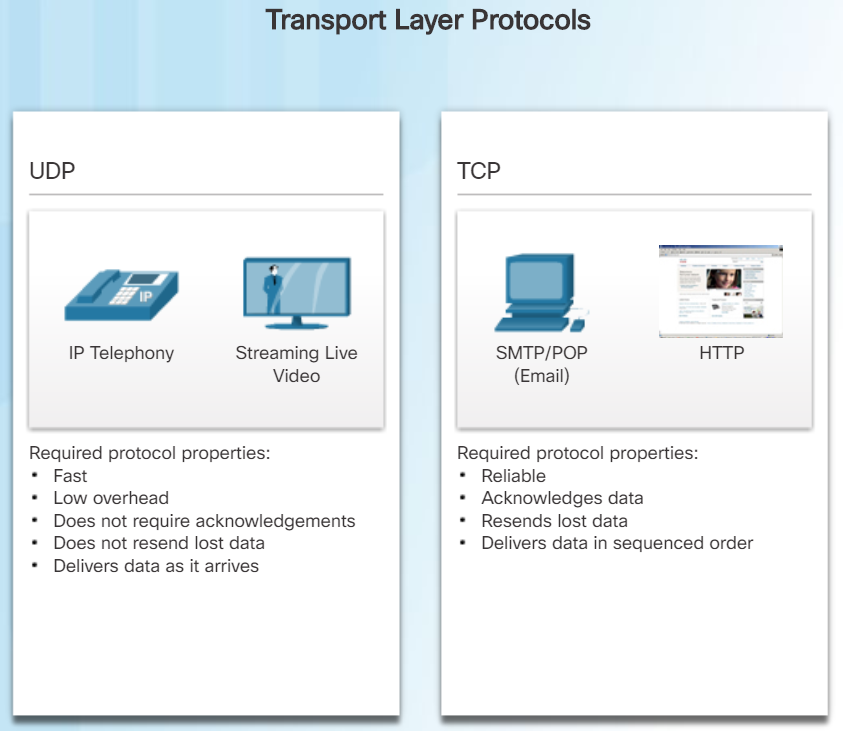 Transport Layer Protocols
UDP
IP
IP Telephony
Streaming Live
Video
Required protocol properties:
Fast
Low overhead
Does not require acknowledgements
Does not resend lost data
Delivers data as it arrives
TCP
SMTP/POP
(Email)
HTTP
Required protocol properties:
Reliable
Acknowledges data
Resends lost data
Delivers data in sequenced order